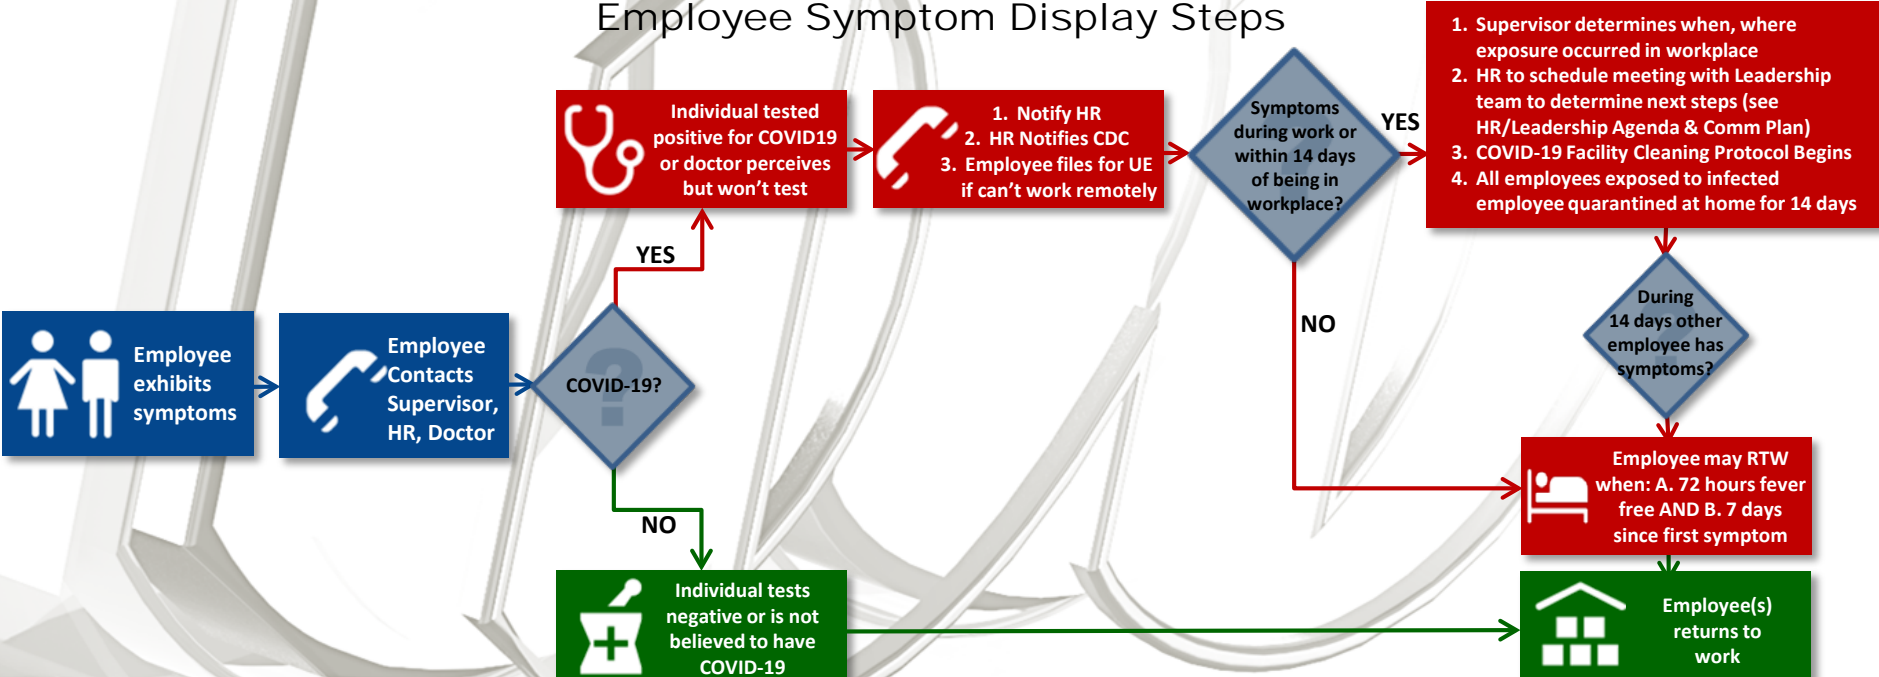 Employee Symptom Display Steps
Employee
exhibits
symptoms
Employee
Contacts
Supervisor,
HR, Doctor
COVID-19?
YES
Individual tested
positive for COVID19
or doctor perceives
but won't test
1. Notify HR
2. HR Notifies CDC
3. Employee files for UE
if can't work remotely
Symptoms
during work or
within 14 days
of being in
workplace?
YES
1. Supervisor determines when, where
exposure occurred in workplace
2. HR to schedule meeting with Leadership
team to determine next steps (see
HR/Leadership Agenda & Comm Plan)
3. COVID-19 Facility Cleaning Protocol Begins
4. All employees exposed to infected
employee quarantined at home for 14 days
During
14 days other
employee has
symptoms?
NO
Employee may RTW
when: A. 72 hours fever
free AND B. 7 days
since first symptom
NO
Individual tests
negative or is not
believed to have
COVID-19
Employee(s)
returns to
work